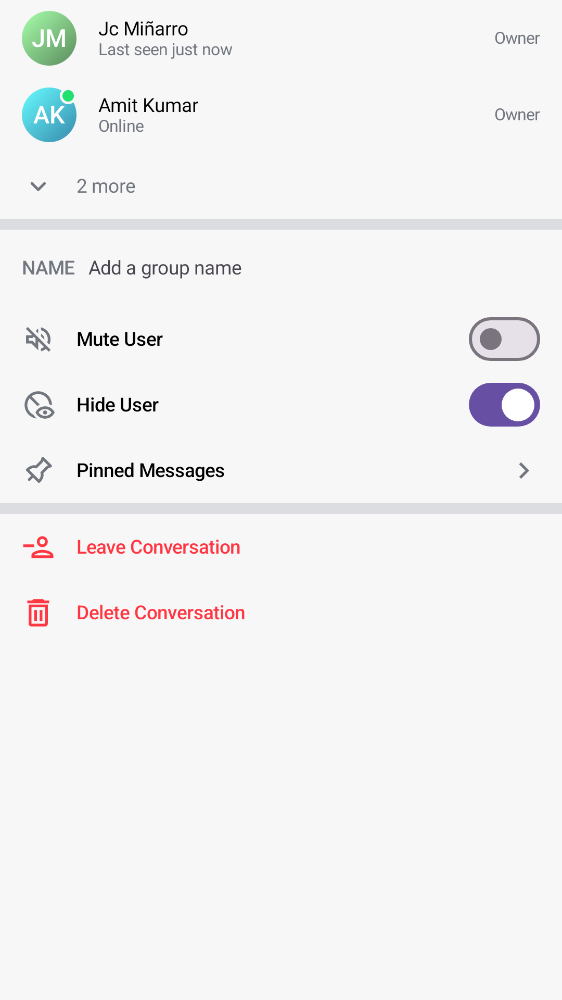 JM
Jc Miñarro
Last seen just now
Owner
AK
Amit Kumar
Online
Owner
2 more
NAME Add a group name
Mute User
Hide User
Pinned Messages
Leave Conversation
Delete Conversation